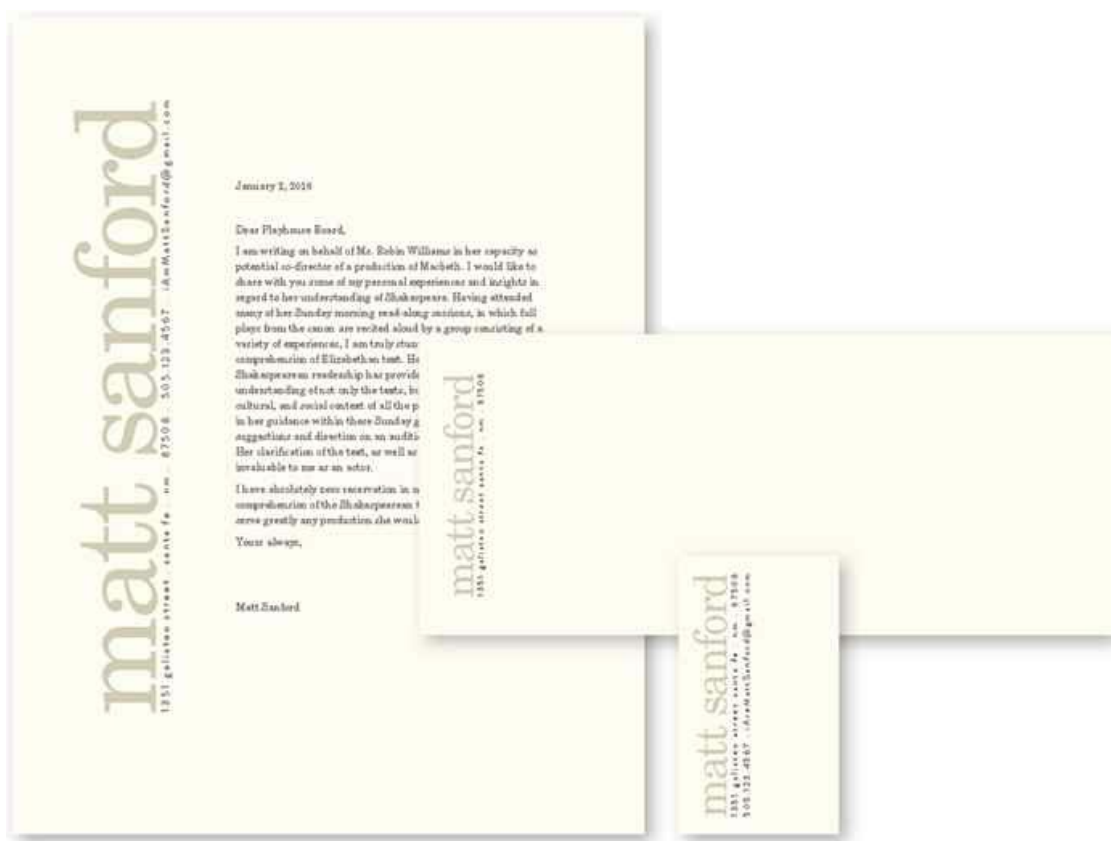 matt sanford
1351 galisteo street santa fe . nm . 87508 505.123.4567 . iAmMattSanford@gmail.com
January 2, 2016
Dear Playhouse Board,
I am writing on behalf of Ms. Robin Williams in her capacity as
potential co-director of a production of Macbeth. I would like to
share with you some of my personal experiences and insights in
regard to her understanding of Shakespeare. Having attended
many of her Sunday morning read-along sessions, in which full
plays from the canon are recited aloud by a group consisting of a
variety of experiences, I am truly stun
comprehension of Elizabethan text. He
Shakespearean readership has provide
understanding of not only the texts, bu
cultural, and social context of all the p
in her guidance within these Sunday g
suggestions and direction on an auditi
Her clarification of the text, as well as
invaluable to me as an actor.
I have absolutely zero reservation in
comprehension of the Shakespearean
serve greatly any production she woul
Yours always,
Matt Sanford
matt sanford
1351 galisteo street santa fe . nm . 87508
matt sanford
1351 galisteo street santa fe . nm . 87508
505.123.4567 . iAmMattSanford@gmail.com